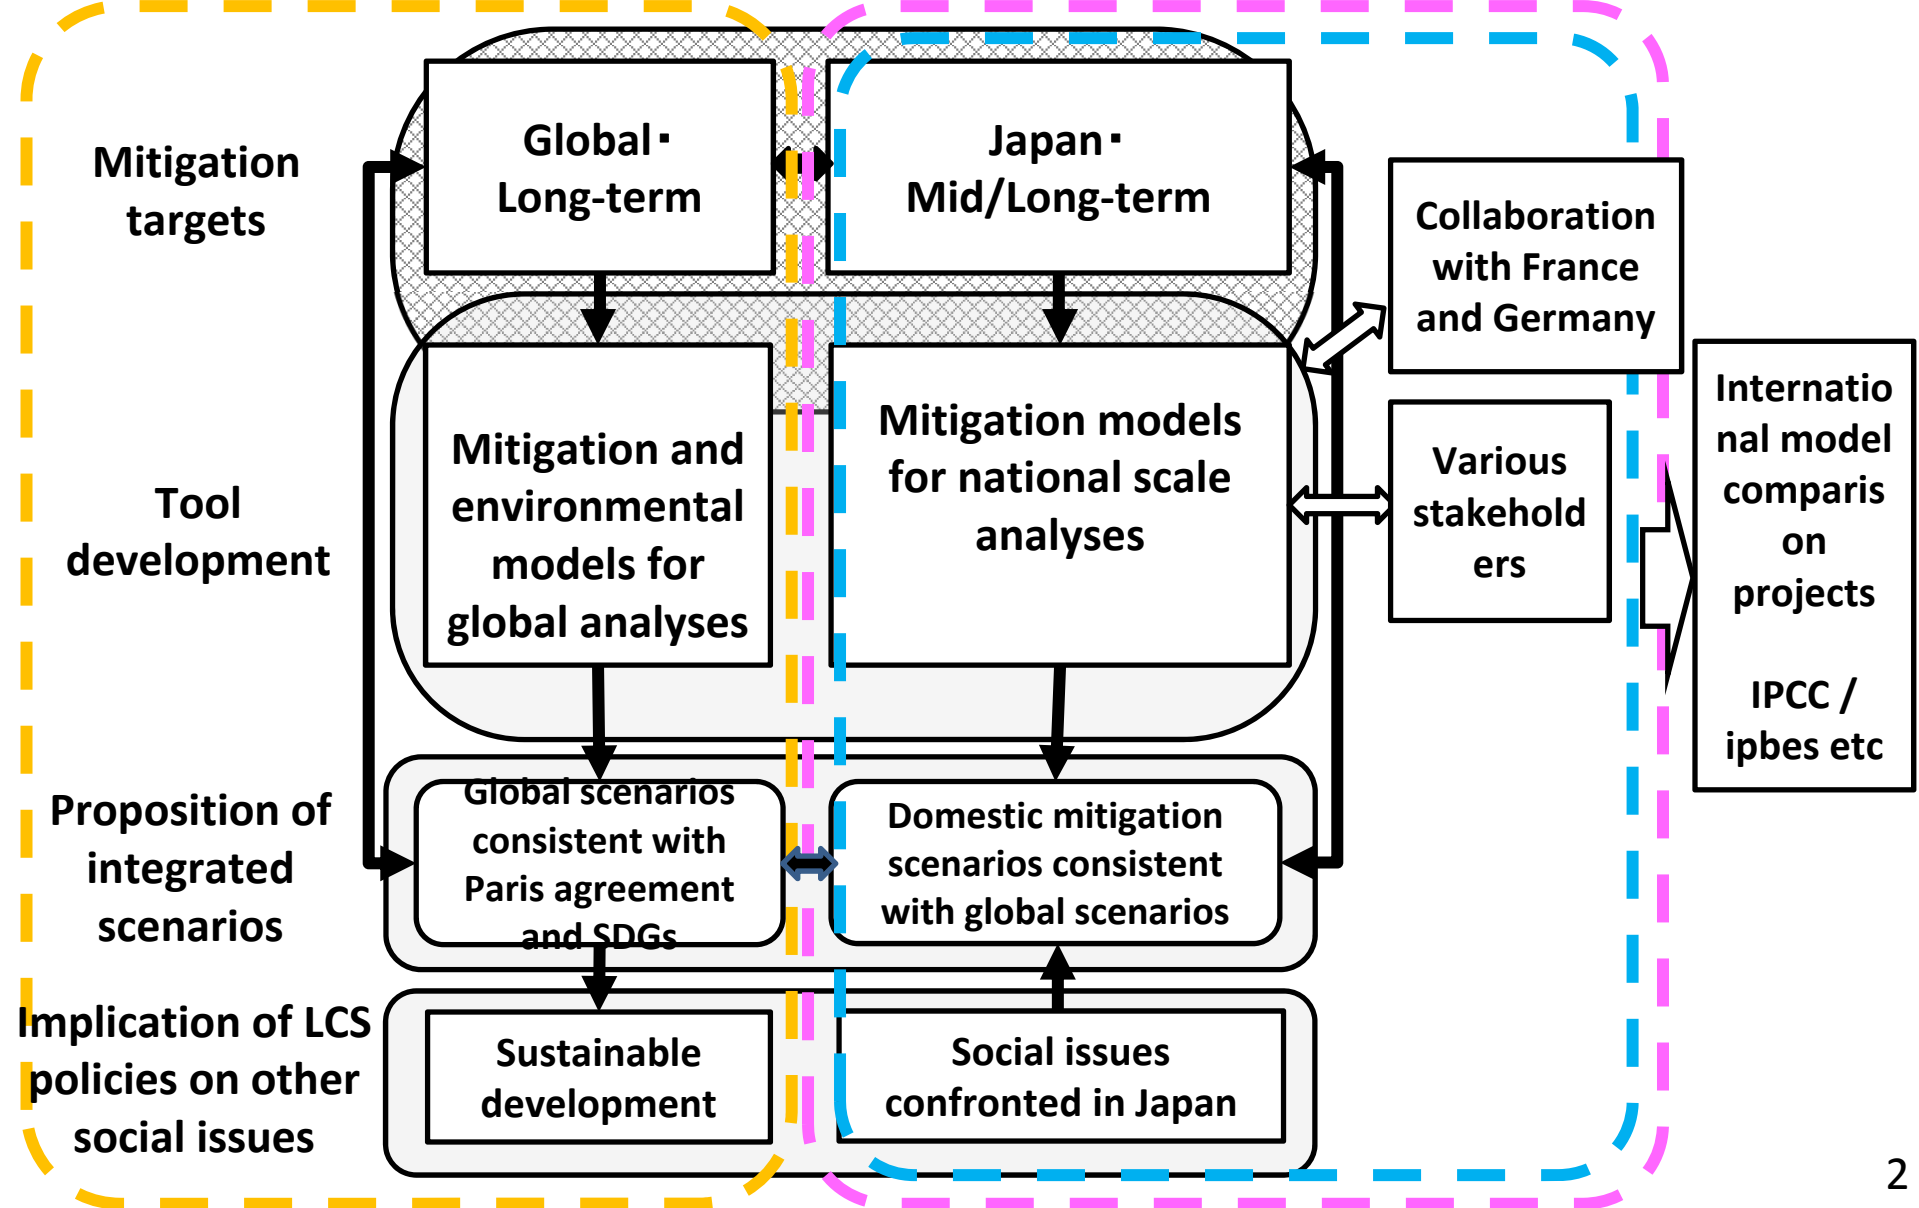 Mitigation
targets
Global・
Long-term
Japan・
Mid/Long-term
Collaboration
with France
and Germany
Tool
development
Mitigation and
environmental
models for
global analyses
Mitigation models
for national scale
analyses
Various
stakehold
ers
Internatio
nal model
comparis
on
projects
IPCC /
ipbes etc
Proposition of
integrated
scenarios
Global scenarios
consistent with
Paris agreement
and SDGs
Domestic mitigation
scenarios consistent
with global scenarios
Implication of LCS
policies on other
social issues
Sustainable
development
Social issues
confronted in Japan
2